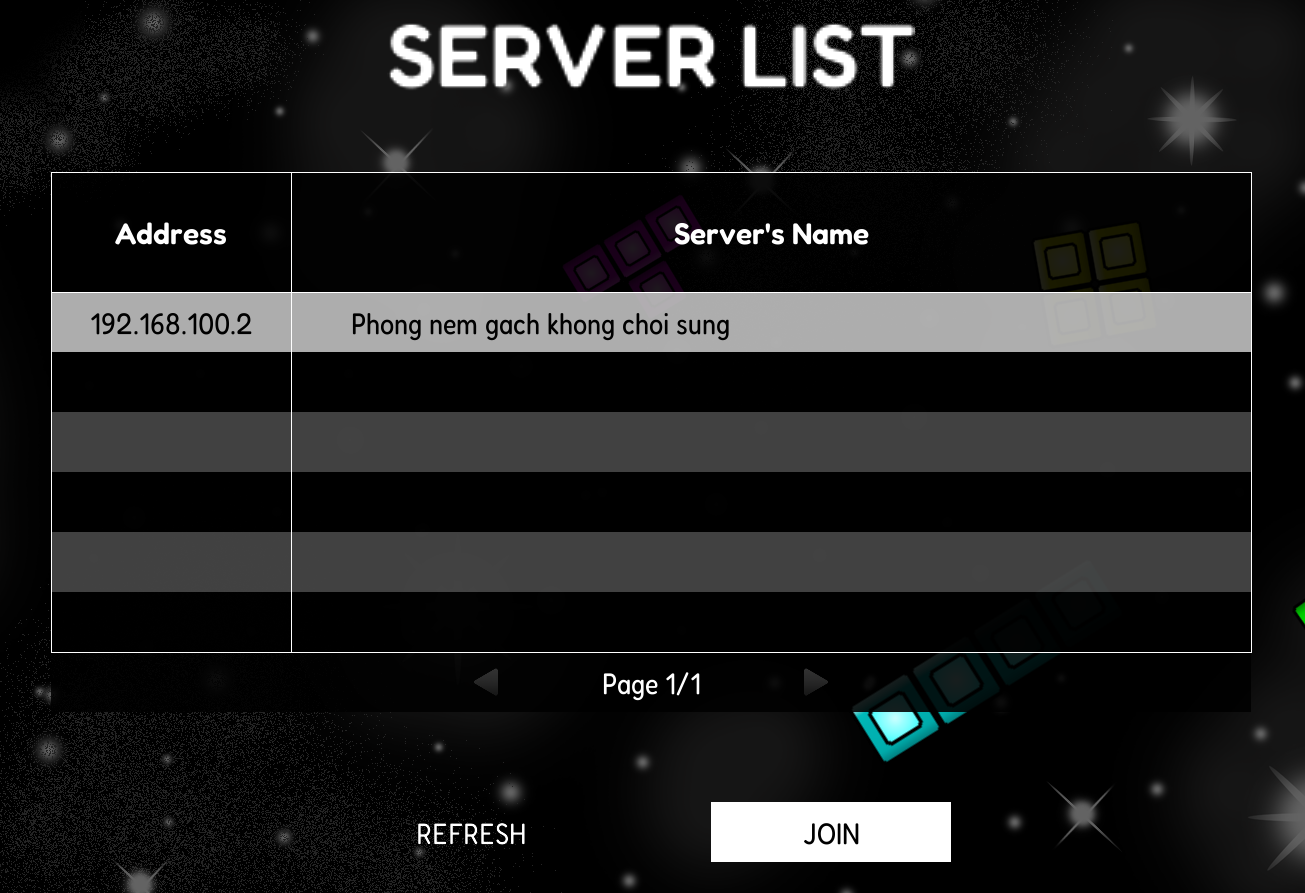 SERVER LIST
Address Server's Name
192.168.100.2 Phong nem gach khong choi sung
Page 1/1
REFRESH JOIN